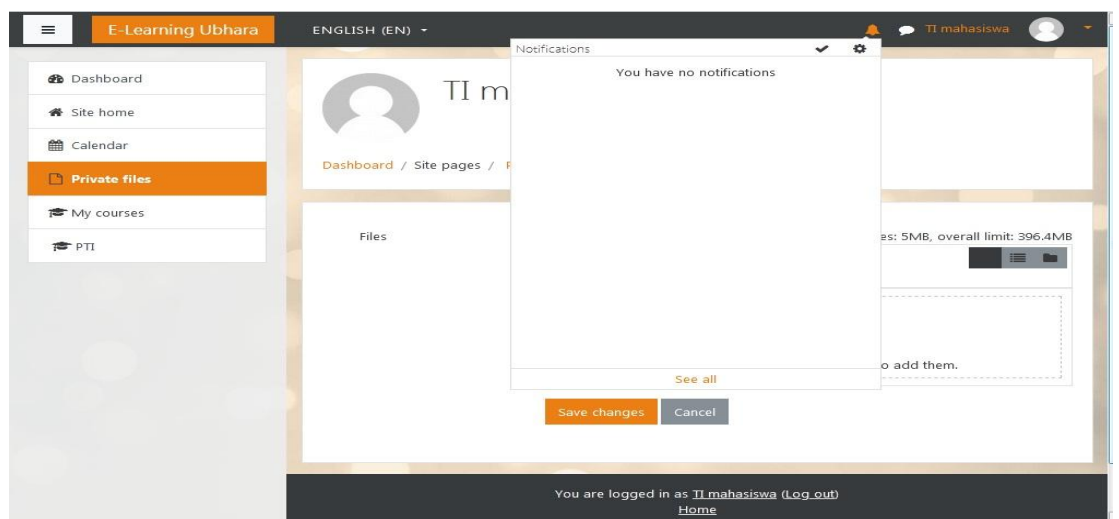 E-Learning Ubhara
ENGLISH (EN)
TI mahasiswa
Notifications
You have no notifications
See all
Dashboard
Site home
Calendar
Private files
My courses
PTI
TI m
Dashboard / Site pages / P
Files
es: 5MB, overall limit: 396.4MB
o add them.
Save changes
Cancel
You are logged in as TI mahasiswa (Log out)
Home